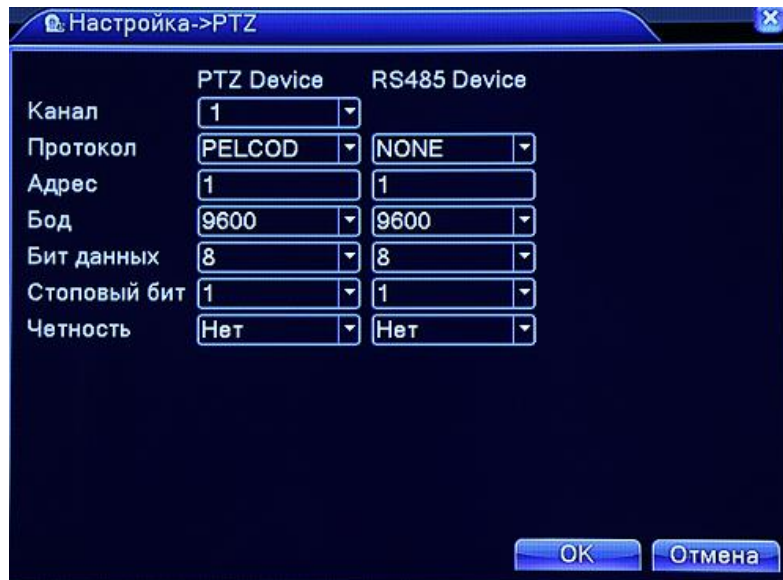 Настройка->PTZ
PTZ Device RS485 Device
Канал 1
Протокол PELCOD NONE
Адрес 1 1
Бод 9600 9600
Бит данных 8 8
Стоповый бит 1 1
Четность Нет Нет
OK Отмена